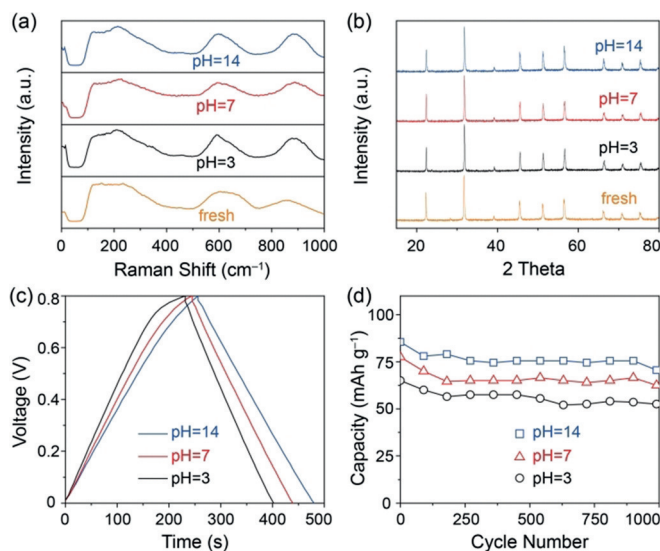 (a)
Intensity (a.u.)
pH=14
pH=7
pH=3
fresh
0 200 400 600 800 1000
Raman Shift (cm⁻¹)
(b)
Intensity (a.u.)
pH=14
pH=7
pH=3
fresh
20 30 40 50 60 70 80
2 Theta
(c)
Voltage (V)
0.8
0.6
0.4
0.2
0
pH=14
pH=7
pH=3
0 100 200 300 400 500
Time (s)
(d)
Capacity (mAh g⁻¹)
100
75
50
25
0
pH=14
pH=7
pH=3
0 250 500 750 1000
Cycle Number